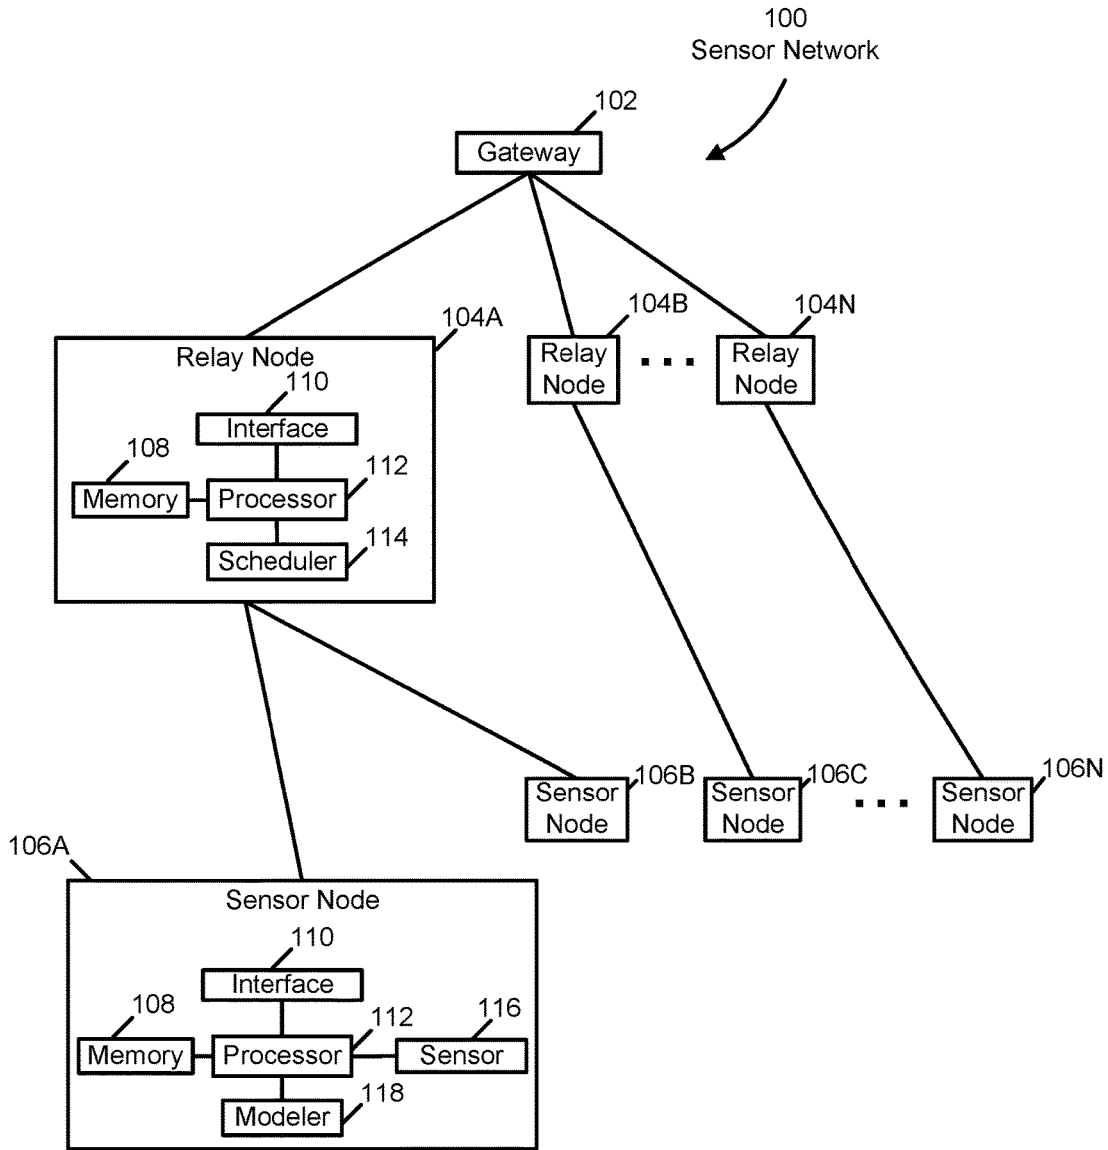 100
Sensor Network
102
Gateway
104A
104B
104N
Relay Node
Relay
Node
Relay
Node
110
Interface
108
112
Memory
Processor
114
Scheduler
106B
106C
106N
Sensor
Node
Sensor
Node
Sensor
Node
106A
Sensor Node
110
Interface
108
112
116
Memory
Processor
Sensor
118
Modeler